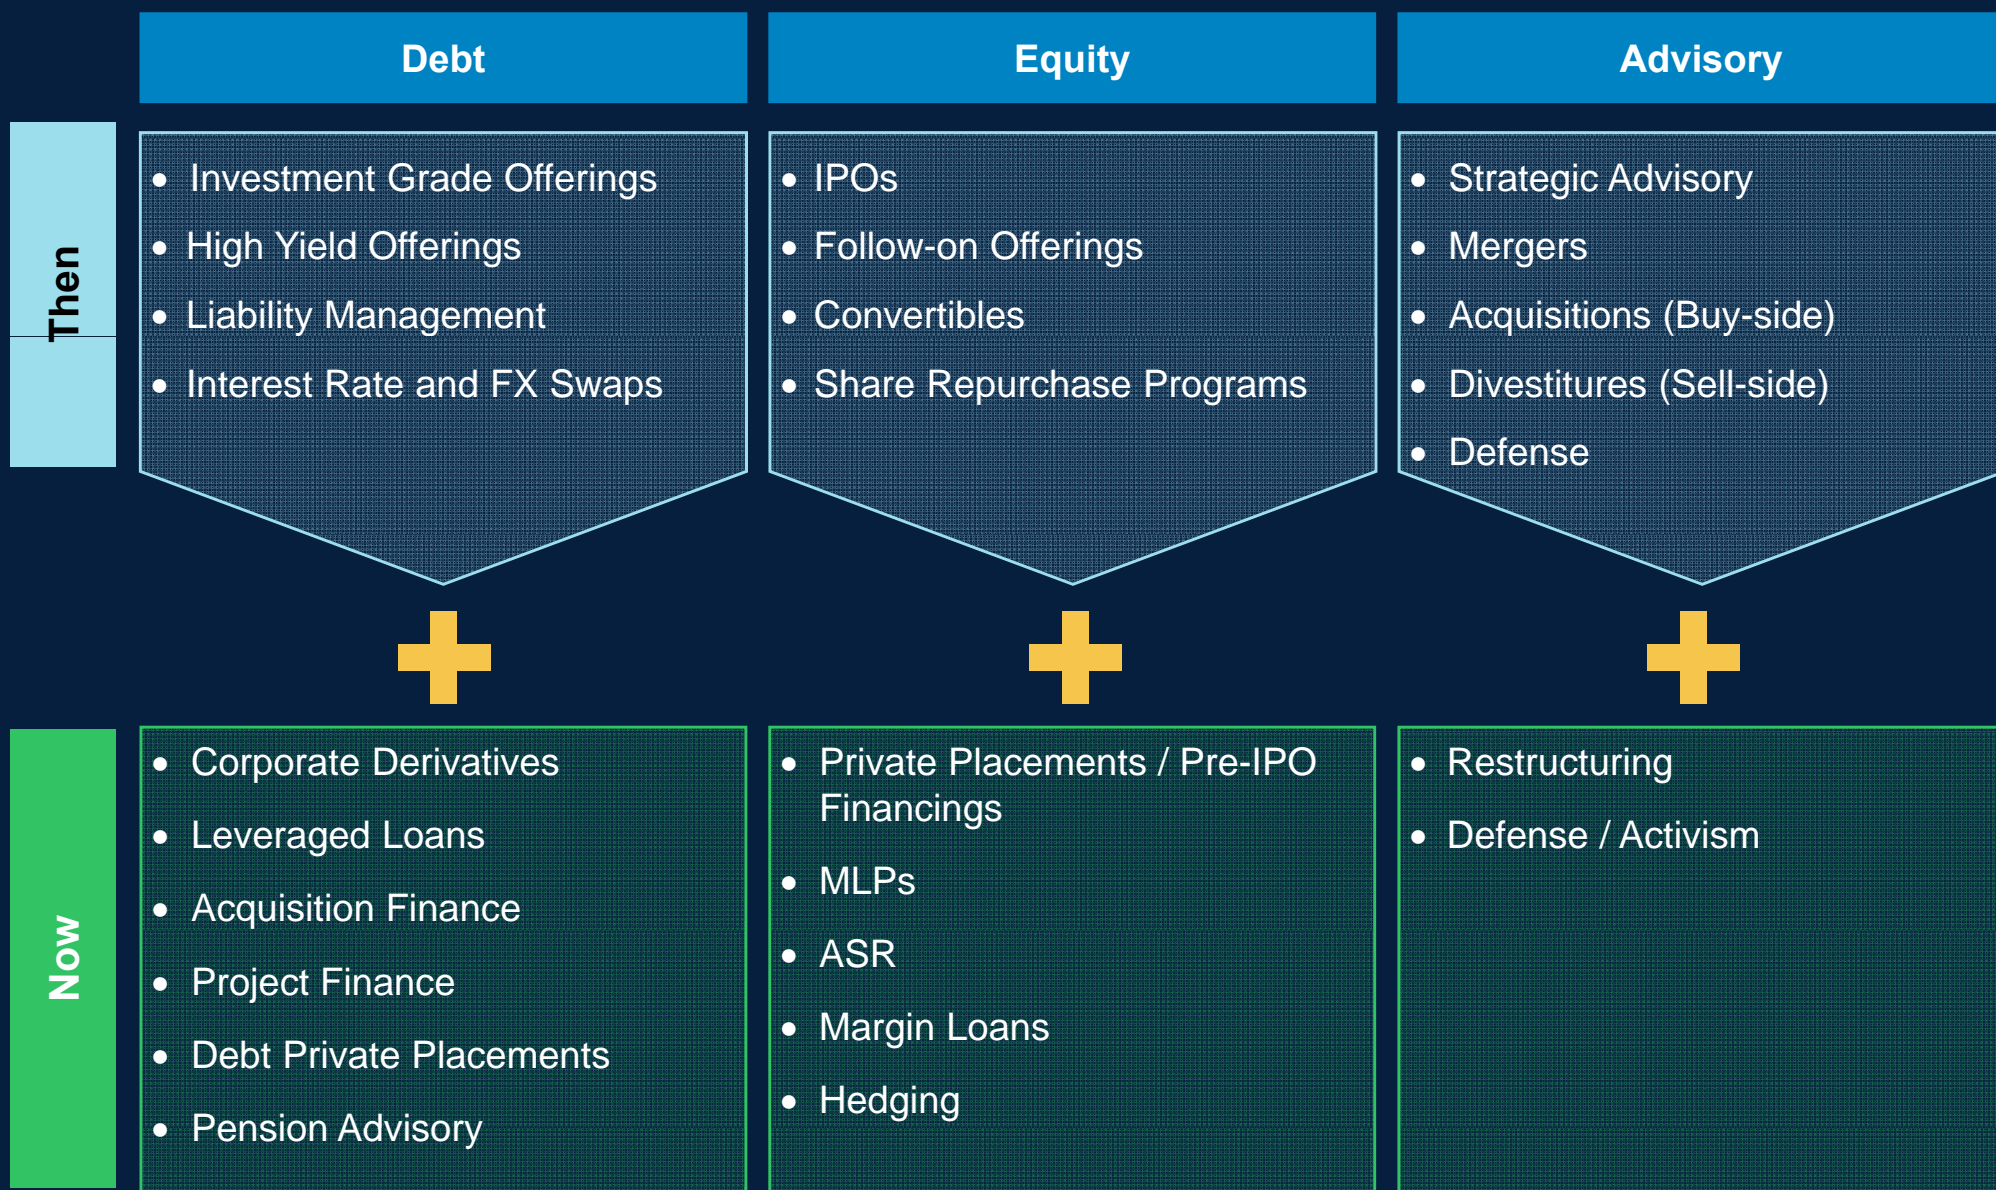 Debt
Equity
Advisory
Then
• Investment Grade Offerings
• High Yield Offerings
• Liability Management
• Interest Rate and FX Swaps
• IPOs
• Follow-on Offerings
• Convertibles
• Share Repurchase Programs
• Strategic Advisory
• Mergers
• Acquisitions (Buy-side)
• Divestitures (Sell-side)
• Defense
Now
• Corporate Derivatives
• Leveraged Loans
• Acquisition Finance
• Project Finance
• Debt Private Placements
• Pension Advisory
• Private Placements / Pre-IPO
Financings
• MLPs
• ASR
• Margin Loans
• Hedging
• Restructuring
• Defense / Activism